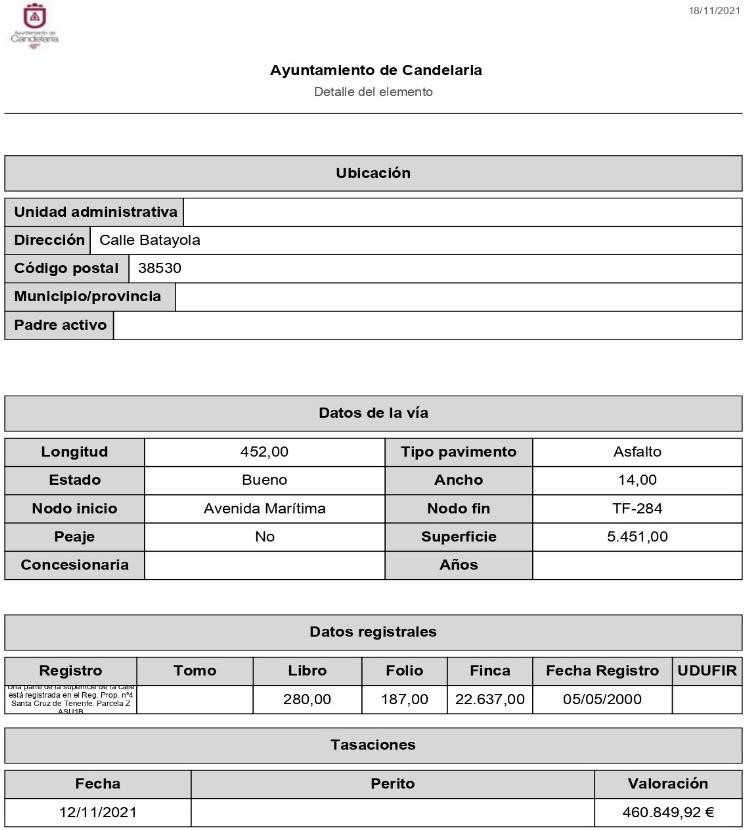 18/11/2021
Ayuntamiento de
Candelaria
Ayuntamiento de Candelaria
Detalle del elemento
Ubicación
Unidad administrativa
Dirección Calle Batayola
Código postal 38530
Municipio/provincia
Padre activo
Datos de la vía
Longitud 452,00 Tipo pavimento Asfalto
Estado Bueno Ancho 14,00
Nodo inicio Avenida Marítima Nodo fin TF-284
Peaje No Superficie 5.451,00
Concesionaria Años
Datos registrales
Registro Tomo Libro Folio Finca Fecha Registro UDUFIR
Una parte de la superficie de la calle
está registrada en el Reg. Prop. nº4
Santa Cruz de Tenerife. Parcela Z
280,00 187,00 22.637,00 05/05/2000
Tasaciones
Fecha Perito Valoración
12/11/2021 460.849,92 €